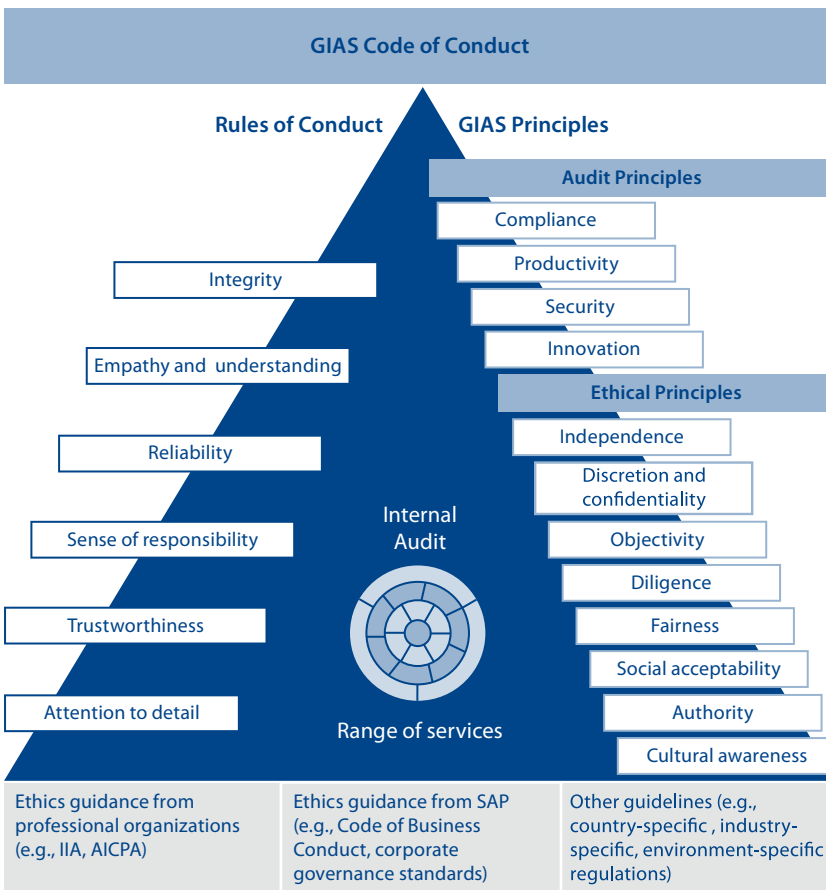 GIAS Code of Conduct
Rules of Conduct
GIAS Principles
Audit Principles
Compliance
Productivity
Security
Innovation
Ethical Principles
Independence
Discretion and
confidentiality
Objectivity
Diligence
Fairness
Social acceptability
Authority
Cultural awareness
Integrity
Empathy and understanding
Reliability
Sense of responsibility
Trustworthiness
Attention to detail
Internal
Audit
Range of services
Ethics guidance from
professional organizations
(e.g., IIA, AICPA)
Ethics guidance from SAP
(e.g., Code of Business
Conduct, corporate
governance standards)
Other guidelines (e.g.,
country-specific , industry-
specific, environment-specific
regulations)